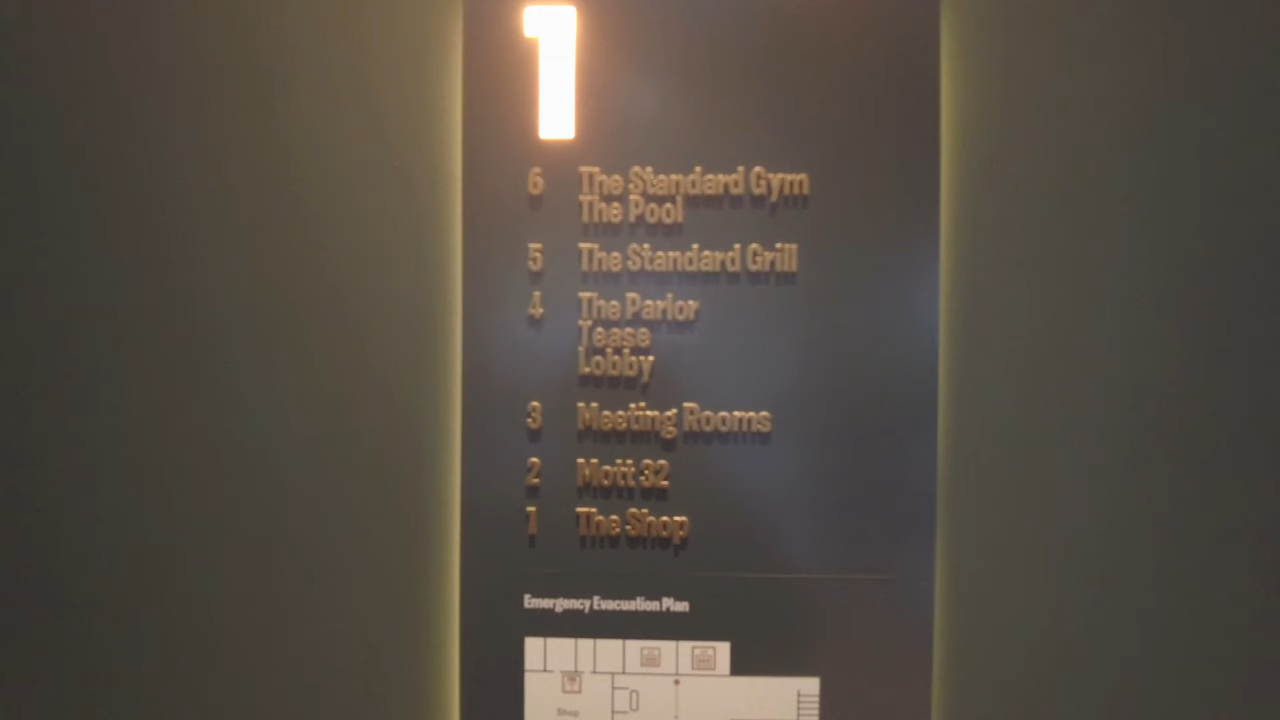 1
6 The Standard Gym
The Pool
5 The Standard Grill
4 The Parlor
Tease
Lobby
3 Meeting Rooms
2 Mott 32
1 The Shop
Emergency Evacuation Plan
Shop